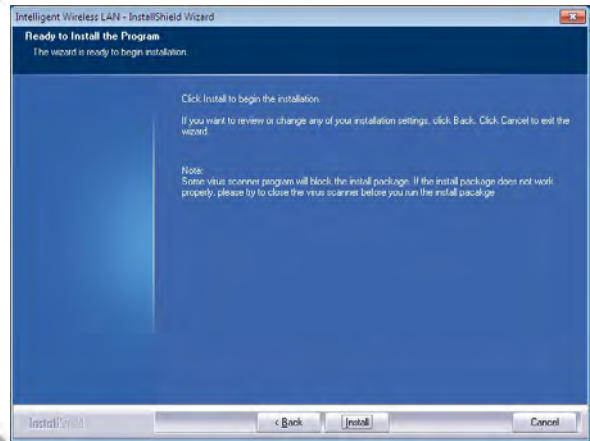 Intelligent Wireless LAN - InstallShield Wizard
Ready to Install the Program
The wizard is ready to begin installation.
Click Install to begin the installation.
If you want to review or change any of your installation settings, click Back. Click Cancel to exit the
wizard.
Note:
Some virus scanner program will block the install package. If the install package does not work
properly, please try to close the virus scanner before you run the install pacakge
InstallShield
< Back
Install
Cancel